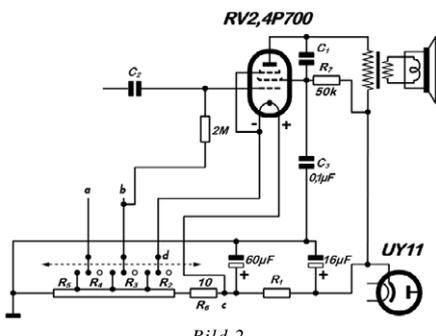 RV2,4P700
C1
C2
R7
50k
- +
2M
C3
0,1µF
a b
d
60µF 16µF UY11
+ +
R5 R4 R3 R2 10 R1
R6 c
Bild 2